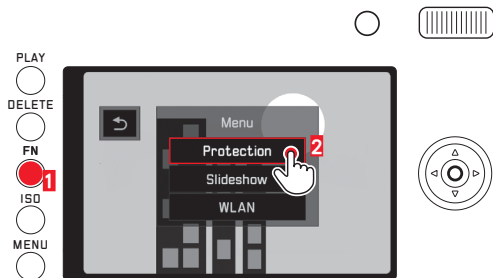 PLAY
DELETE
FN
1
ISO
MENU
Menu
Protection
2
Slideshow
WLAN